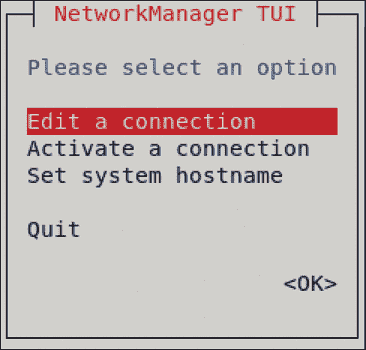 NetworkManager TUI
Please select an option
Edit a connection
Activate a connection
Set system hostname
Quit
<OK>